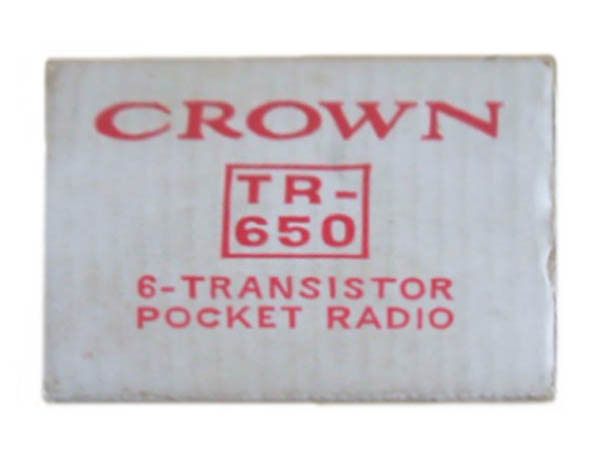 CROWN
TR-
650
6-TRANSISTOR
POCKET RADIO